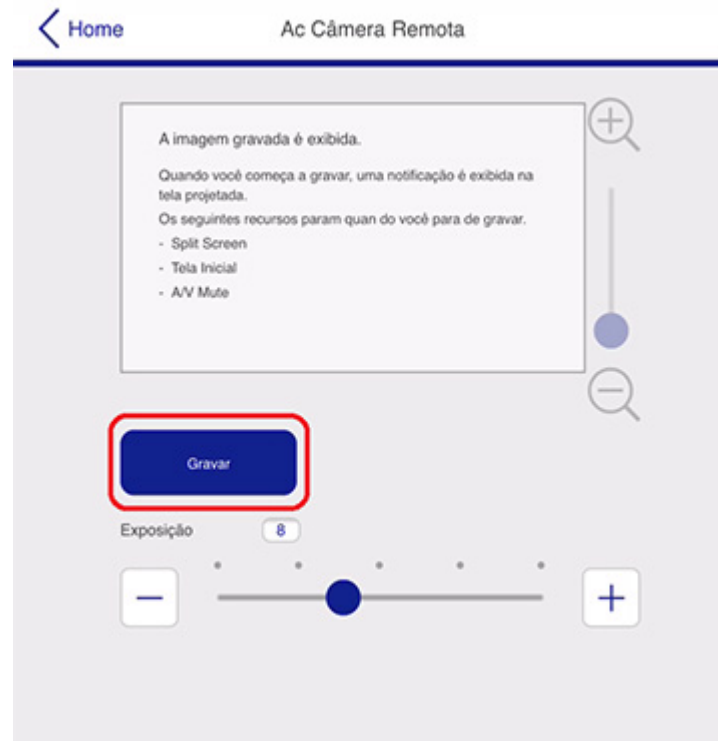 Home
Ac Câmera Remota
A imagem gravada é exibida.
Quando você começa a gravar, uma notificação é exibida na
tela projetada.
Os seguintes recursos param quan do você para de gravar.
- Split Screen
- Tela Inicial
- A/V Mute
Gravar
Exposição 8